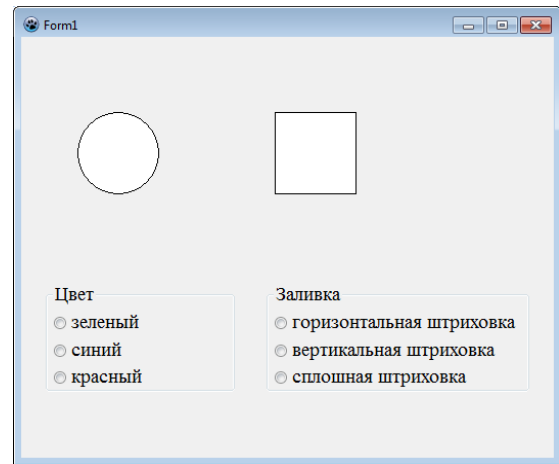 Form1
Цвет
зеленый
синий
красный
Заливка
горизонтальная штриховка
вертикальная штриховка
сплошная штриховка